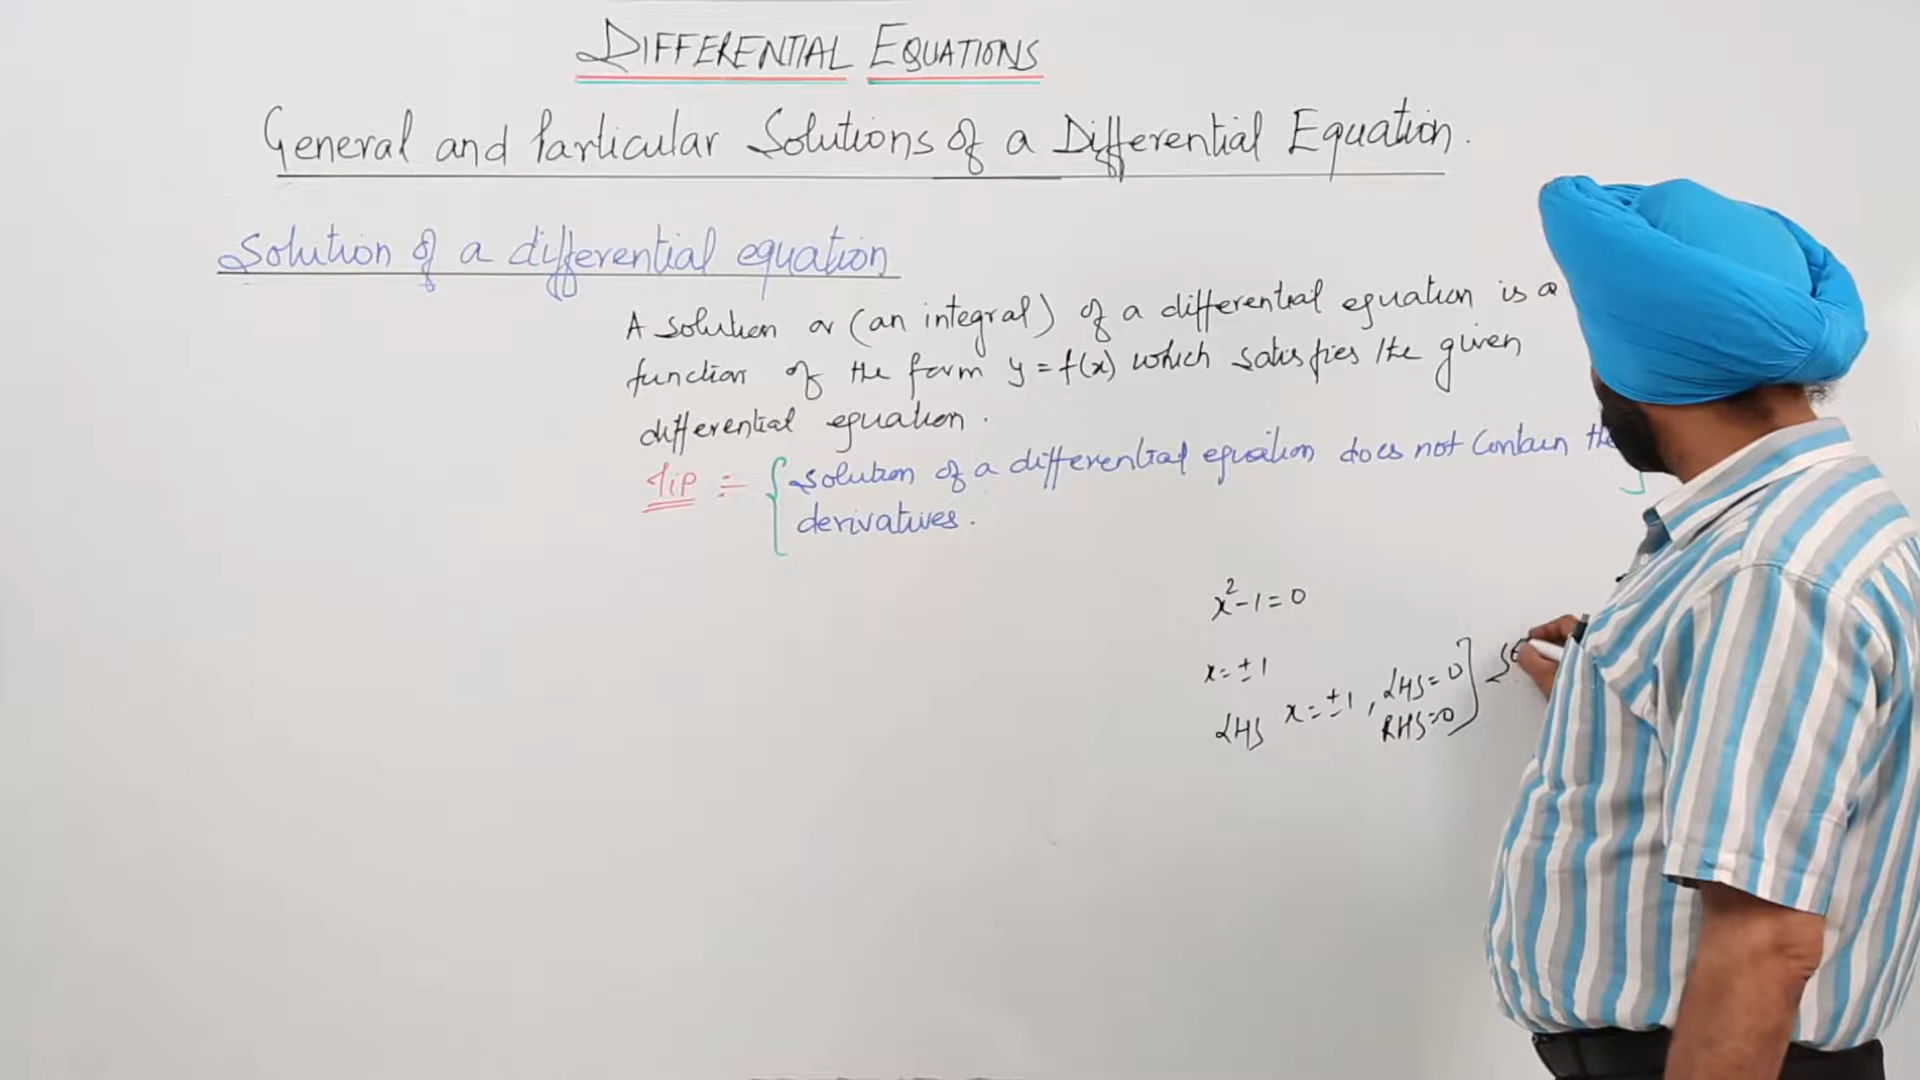 DIFFERENTIAL EQUATIONS
General and Particular Solutions of a Differential Equation.
Solution of a differential equation
A solution or (an integral) of a differential equation is a
function of the form y = f(x) which satisfies the given
differential equation.
Tip := { solution of a differential equation does not contain the
derivatives. }
x²-1=0
x=±1
LHS x=±1, LHS=0
RHS=0 ]